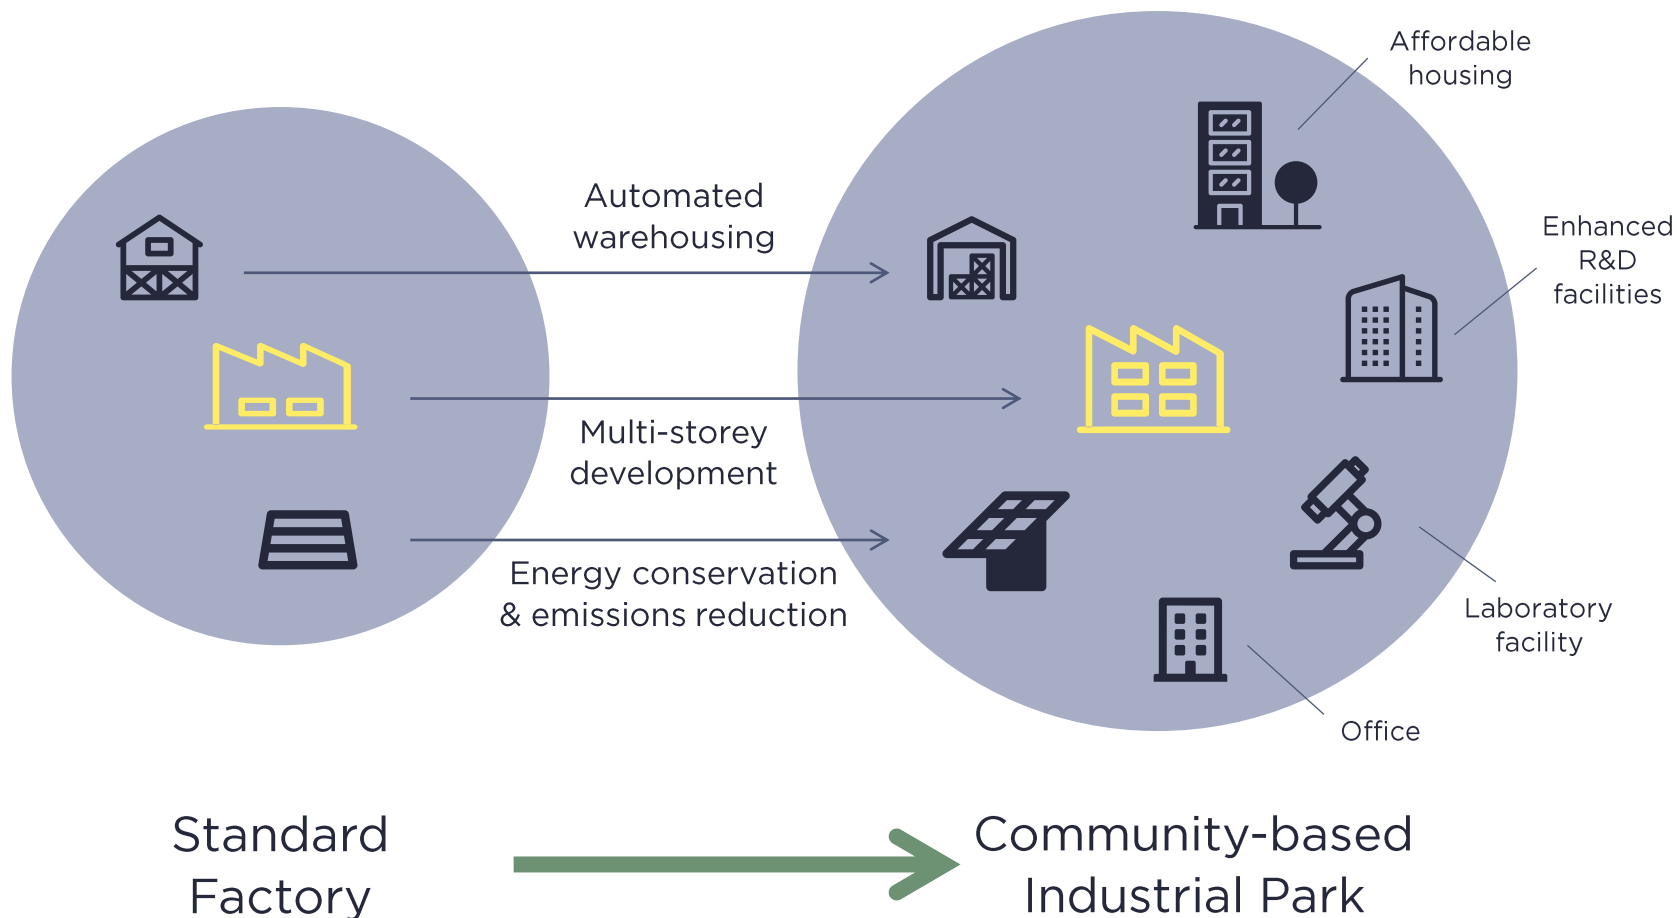 Affordable
housing
Automated
warehousing
Enhanced
R&D
facilities
Multi-storey
development
Energy conservation
& emissions reduction
Laboratory
facility
Office
Standard
Factory
Community-based
Industrial Park